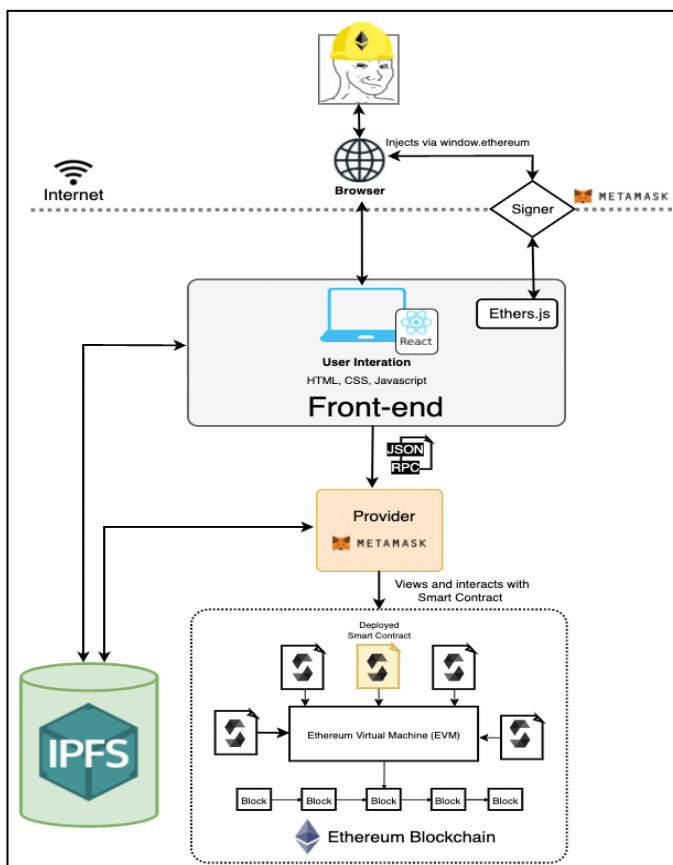 Injects via window.ethereum
Browser
Internet
METAMASK
Signer
Ethers.js
React
User Interation
HTML, CSS, Javascript
Front-end
JSON
RPC
Provider
METAMASK
Views and interacts with
Smart Contract
Deployed
Smart Contract
Ethereum Virtual Machine (EVM)
IPFS
Block
Block
Block
Block
Block
Ethereum Blockchain